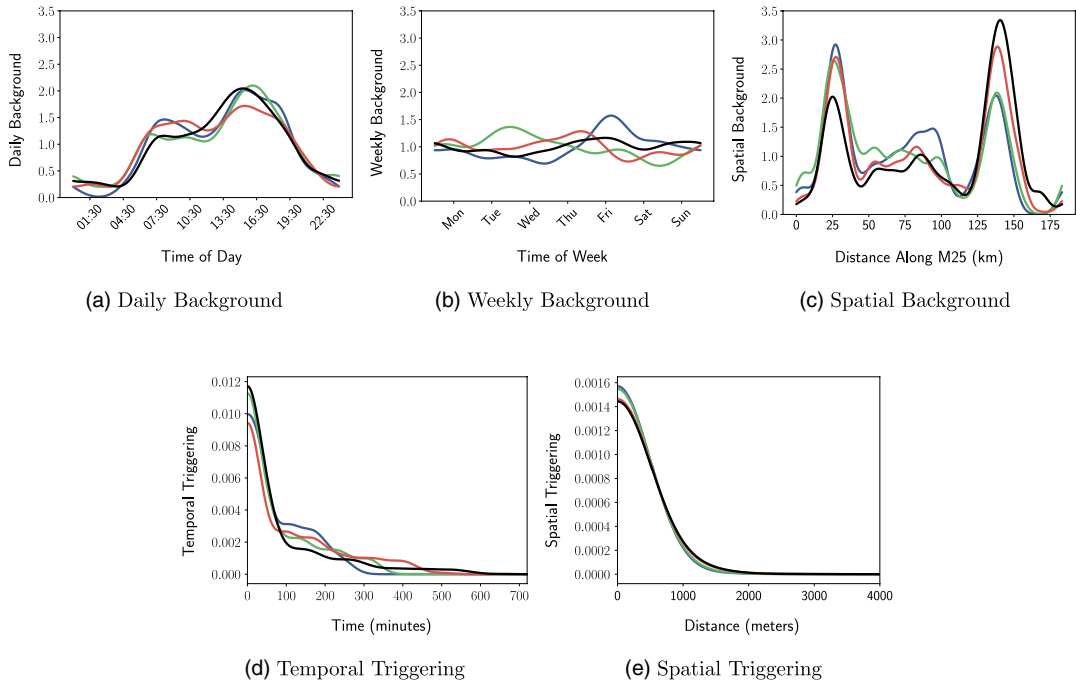 3.5
3.0
2.5
2.0
1.5
1.0
0.5
0.0
Daily Background
01:30
04:30
07:30
10:30
13:30
16:30
19:30
22:30
Time of Day
(a) Daily Background
3.5
3.0
2.5
2.0
1.5
1.0
0.5
0.0
Weekly Background
Mon
Tue
Wed
Thu
Fri
Sat
Sun
Time of Week
(b) Weekly Background
3.5
3.0
2.5
2.0
1.5
1.0
0.5
0.0
Spatial Background
0 25 50 75 100 125 150 175
Distance Along M25 (km)
(c) Spatial Background
0.012
0.010
0.008
0.006
0.004
0.002
0.000
Temporal Triggering
0 100 200 300 400 500 600 700
Time (minutes)
(d) Temporal Triggering
0.0016
0.0014
0.0012
0.0010
0.0008
0.0006
0.0004
0.0002
0.0000
Spatial Triggering
0 1000 2000 3000 4000
Distance (meters)
(e) Spatial Triggering